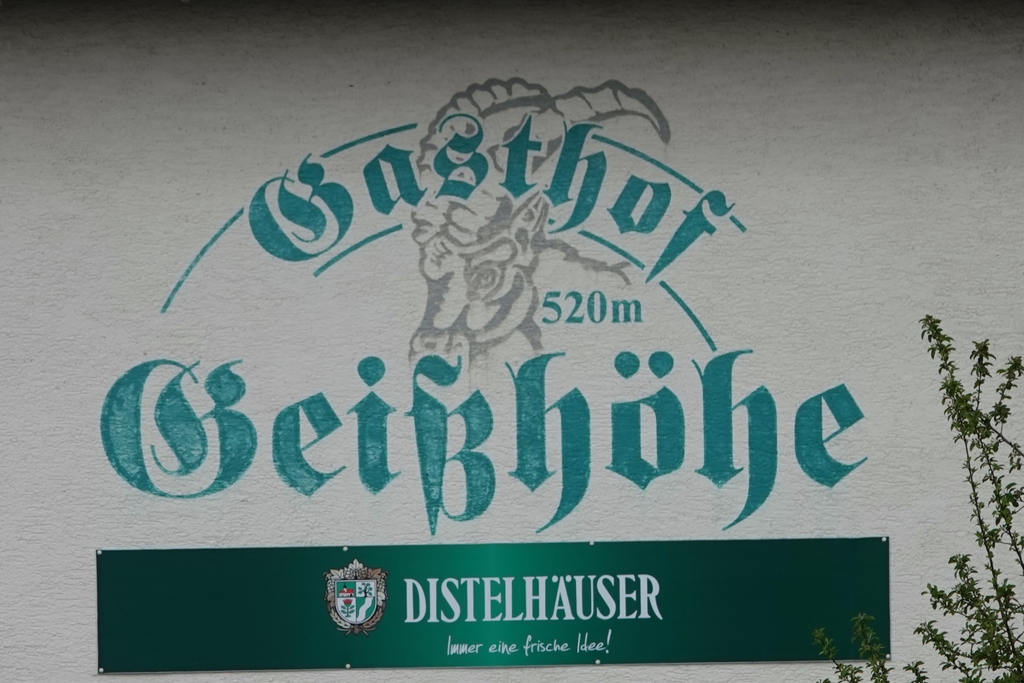 Gasthof
520m
Geißhöhe
DISTELHÄUSER
Immer eine frische Idee!